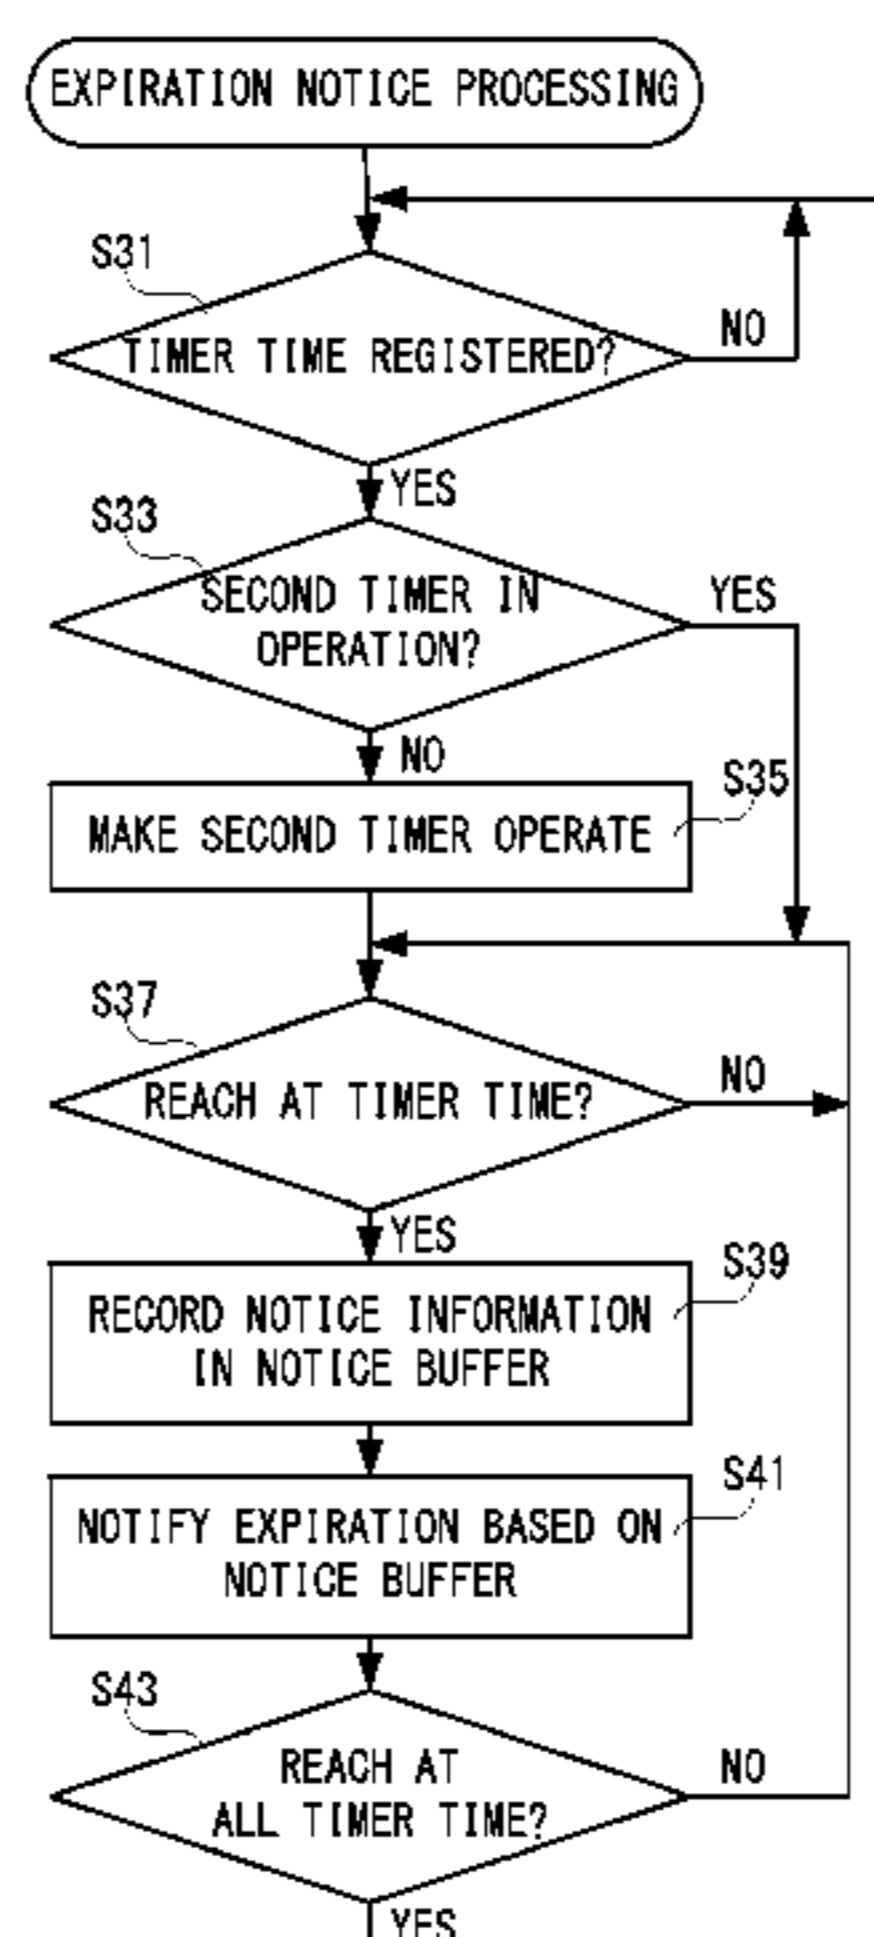 EXPIRATION NOTICE PROCESSING
S31
TIMER TIME REGISTERED?
NO
YES
S33
SECOND TIMER IN
OPERATION?
YES
NO
S35
MAKE SECOND TIMER OPERATE
S37
REACH AT TIMER TIME?
NO
YES
S39
RECORD NOTICE INFORMATION
IN NOTICE BUFFER
S41
NOTIFY EXPIRATION BASED ON
NOTICE BUFFER
S43
REACH AT
ALL TIMER TIME?
NO
YES